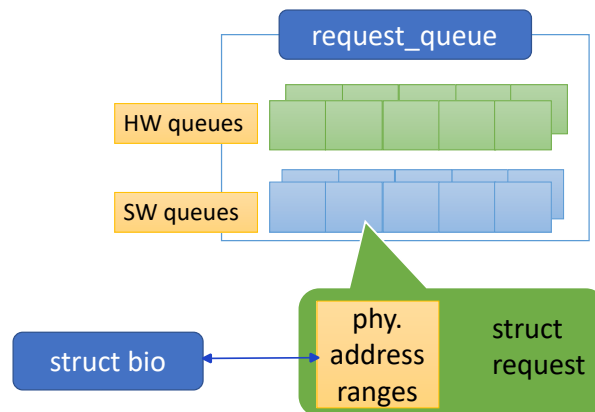 request_queue
HW queues
SW queues
phy.
address
ranges
struct
request
struct bio